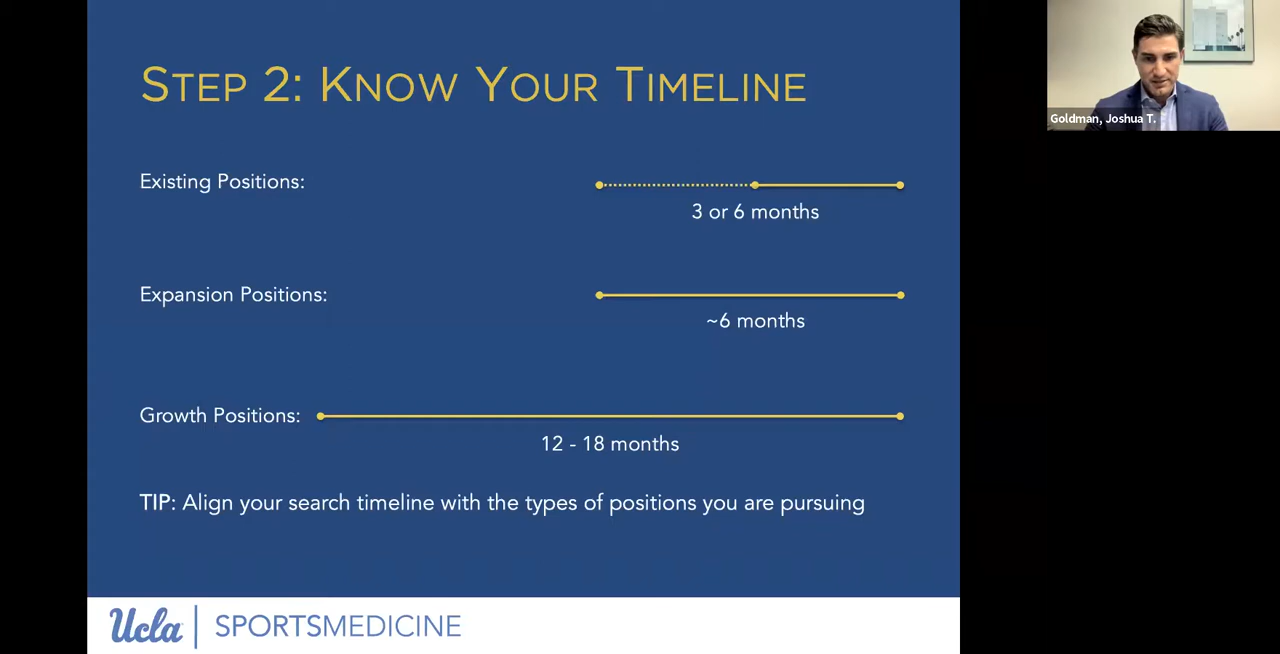 STEP 2: KNOW YOUR TIMELINE
Goldman, Joshua T.
Existing Positions:
3 or 6 months
Expansion Positions:
~6 months
Growth Positions:
12 - 18 months
TIP: Align your search timeline with the types of positions you are pursuing
Ucla | SPORTSMEDICINE